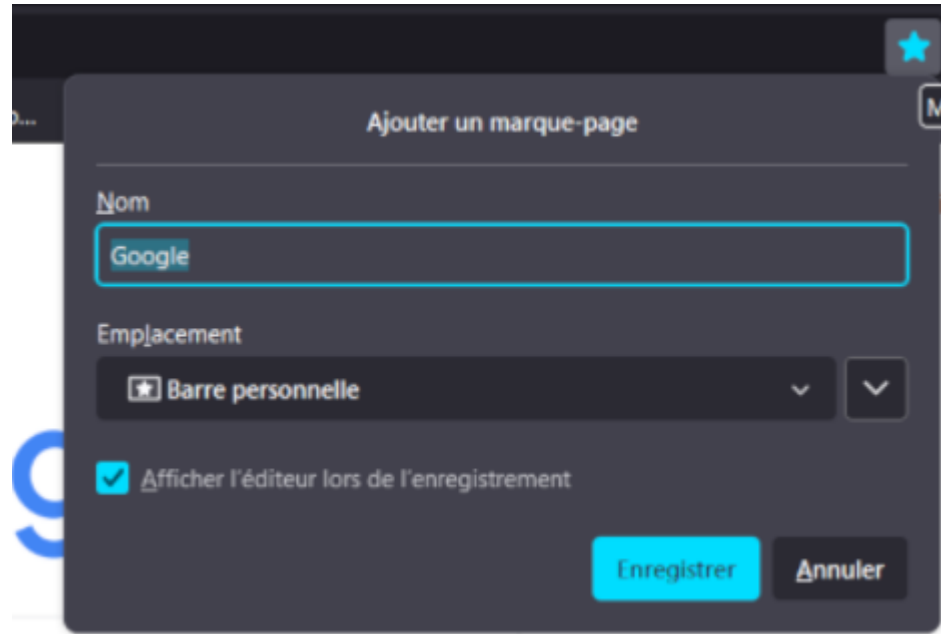 Ajouter un marque-page
Nom
Google
Emplacement
Barre personnelle
Afficher l'éditeur lors de l'enregistrement
Enregistrer Annuler